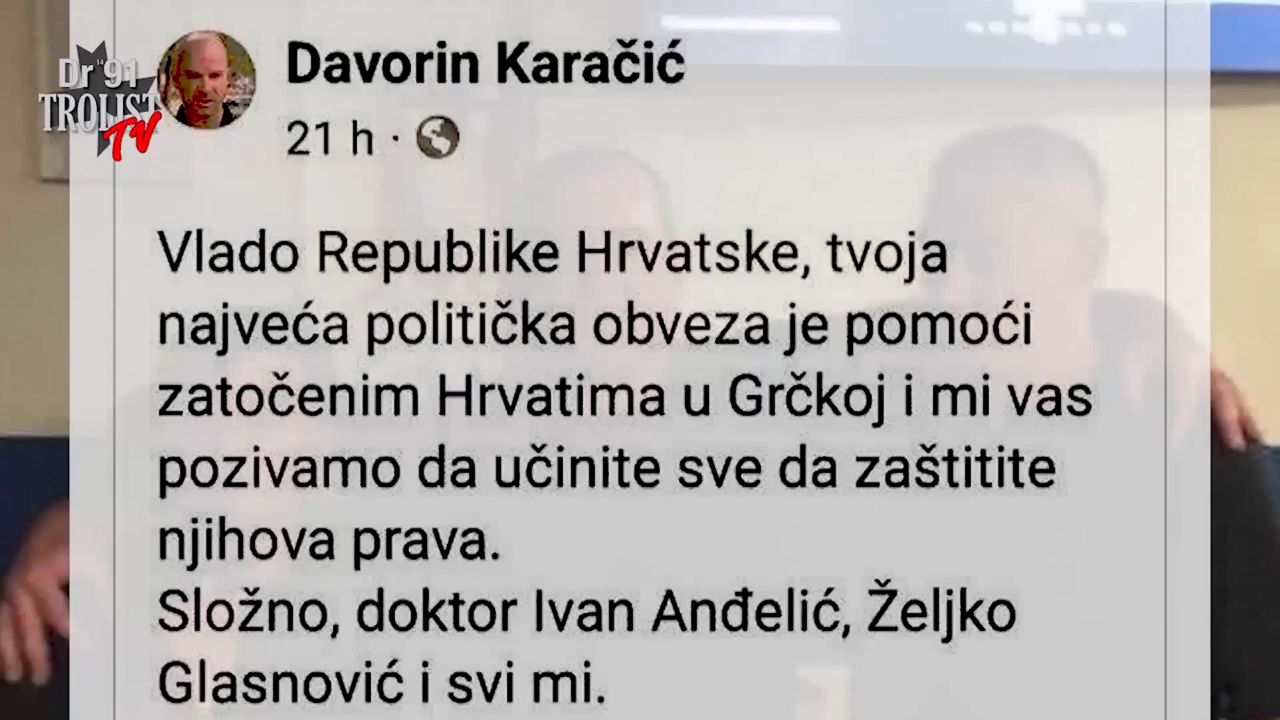 Dr "91
TROLIST
TV
Davorin Karačić
21 h ·
Vlado Republike Hrvatske, tvoja
najveća politička obveza je pomoći
zatočenim Hrvatima u Grčkoj i mi vas
pozivamo da učinite sve da zaštitite
njihova prava.
Složno, doktor Ivan Anđelić, Željko
Glasnović i svi mi.